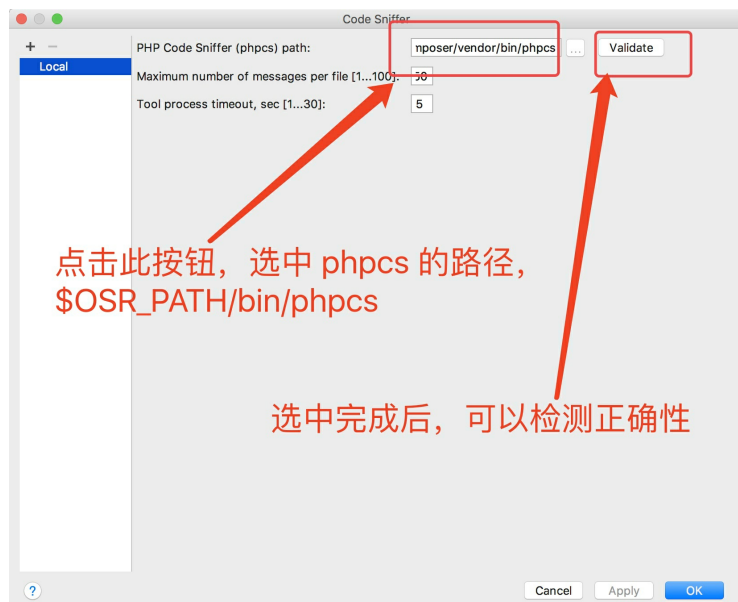 Code Sniffer
+ −
Local
PHP Code Sniffer (phpcs) path:
mposer/vendor/bin/phpcs
...
Validate
Maximum number of messages per file [1...100]:
50
Tool process timeout, sec [1...30]:
5
点击此按钮，选中 phpcs 的路径，
$OSR_PATH/bin/phpcs
选中完成后，可以检测正确性
?
Cancel
Apply
OK